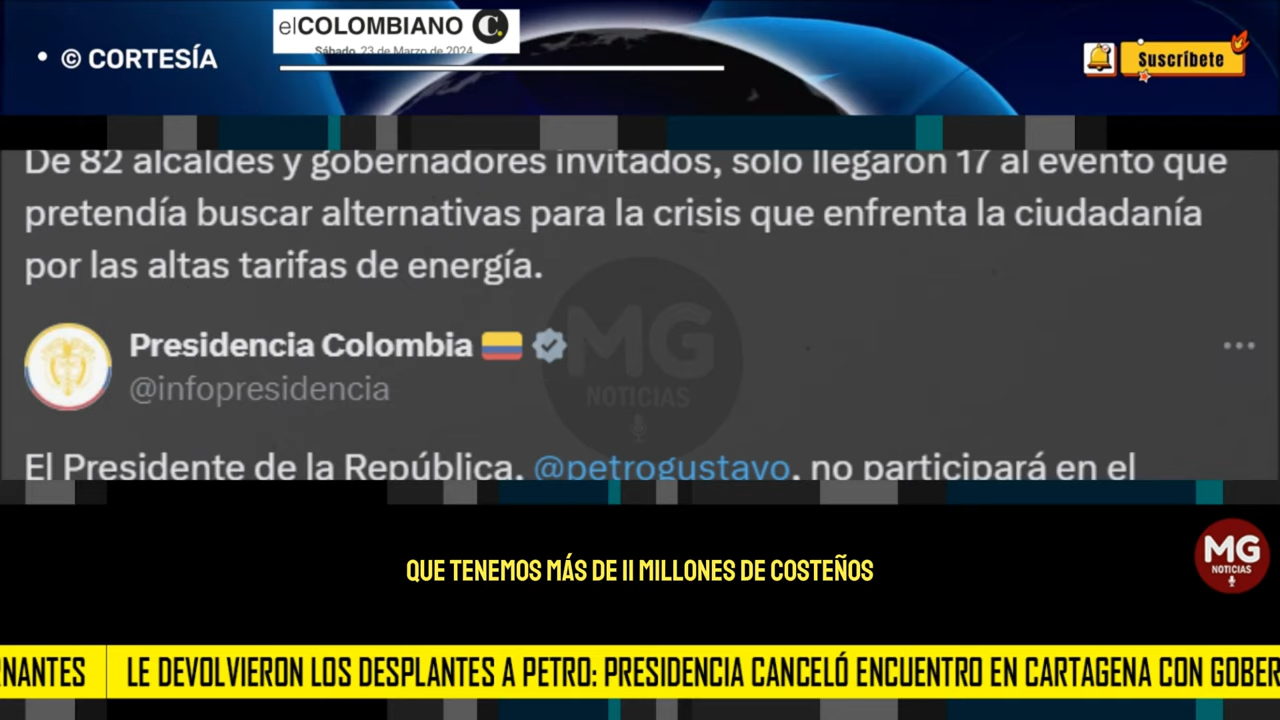 elCOLOMBIANO C.
Sábado, 23 de Marzo de 2024
• © CORTESÍA
Suscríbete
De 82 alcaldes y gobernadores invitados, solo llegaron 17 al evento que
pretendía buscar alternativas para la crisis que enfrenta la ciudadanía
por las altas tarifas de energía.
Presidencia Colombia
@infopresidencia
MG
NOTICIAS
El Presidente de la República, @petrogustavo, no participará en el
QUE TENEMOS MÁS DE 11 MILLONES DE COSTEÑOS
MG
NOTICIAS
RNANTES LE DEVOLVIERON LOS DESPLANTES A PETRO: PRESIDENCIA CANCELÓ ENCUENTRO EN CARTAGENA CON GOBER